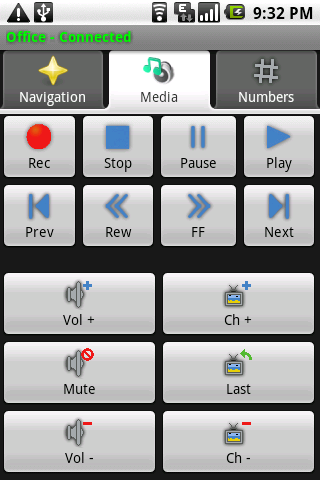 9:32 PM
Office - Connected
Navigation Media Numbers
Rec Stop Pause Play
Prev Rew FF Next
Vol + Ch +
Mute Last
Vol - Ch -